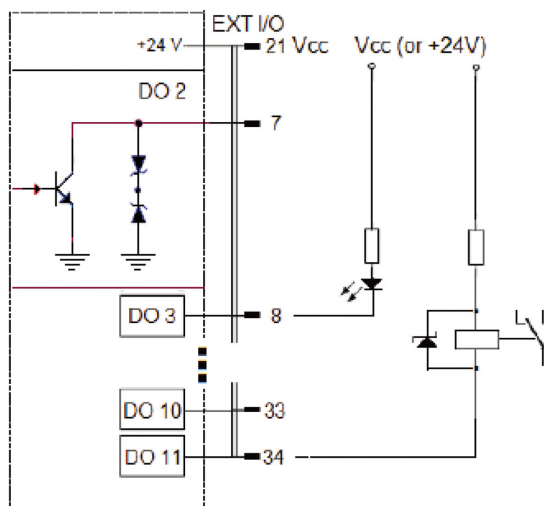 EXT I/O
+24 V
21 Vcc
Vcc (or +24V)
DO 2
7
DO 3
8
DO 10
33
DO 11
34